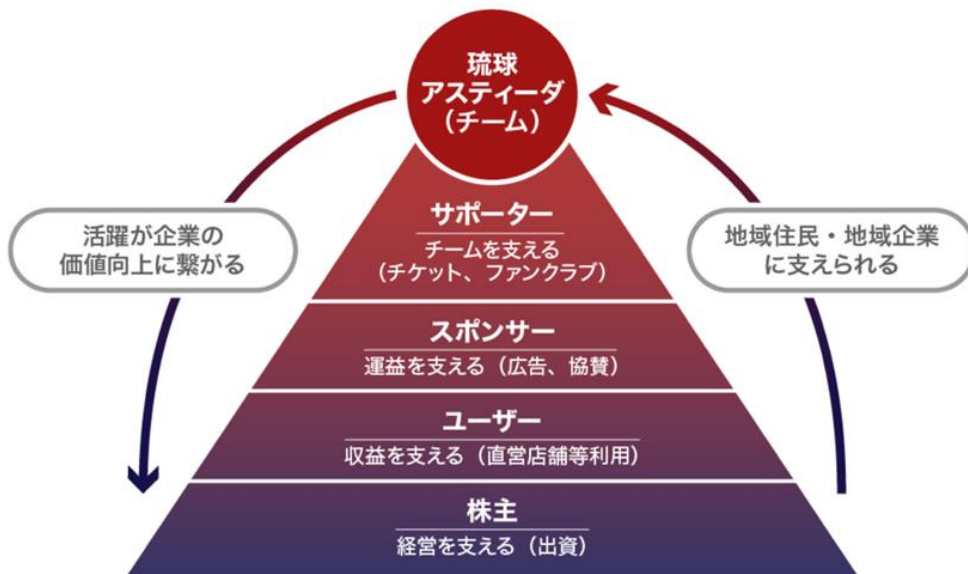 琉球
アスティーダ
（チーム）
サポーター
チームを支える
（チケット、ファンクラブ）
活躍が企業の
価値向上に繋がる
地域住民・地域企業
に支えられる
スポンサー
運益を支える（広告、協賛）
ユーザー
収益を支える（直営店舗等利用）
株主
経営を支える（出資）